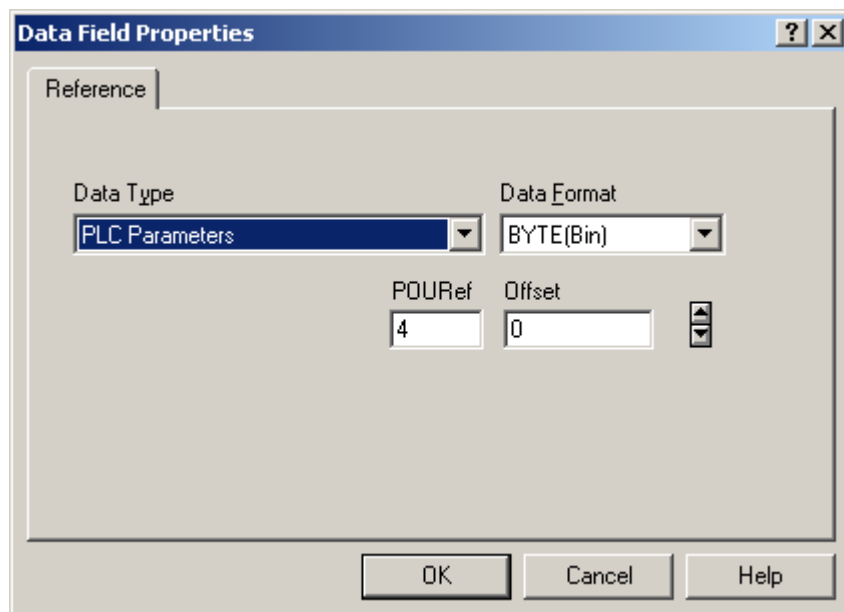 Data Field Properties
Reference
Data Type Data Format
PLC Parameters BYTE(Bin)
POURef Offset
4 0
OK Cancel Help